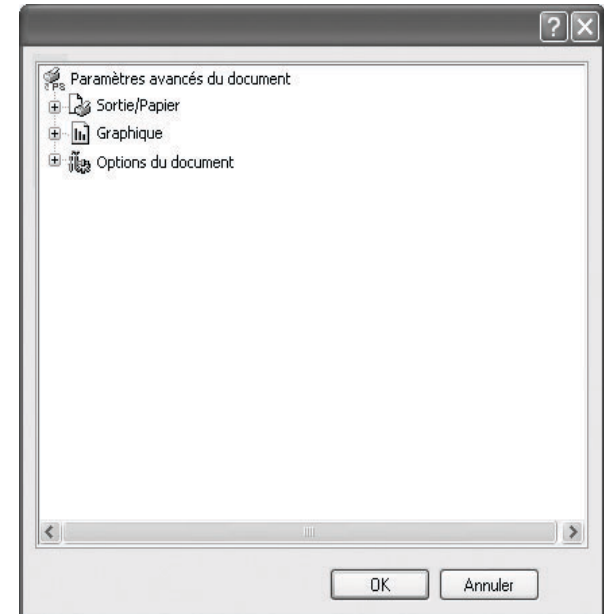 Paramètres avancés du document
Sortie/Papier
Graphique
Options du document
OK Annuler